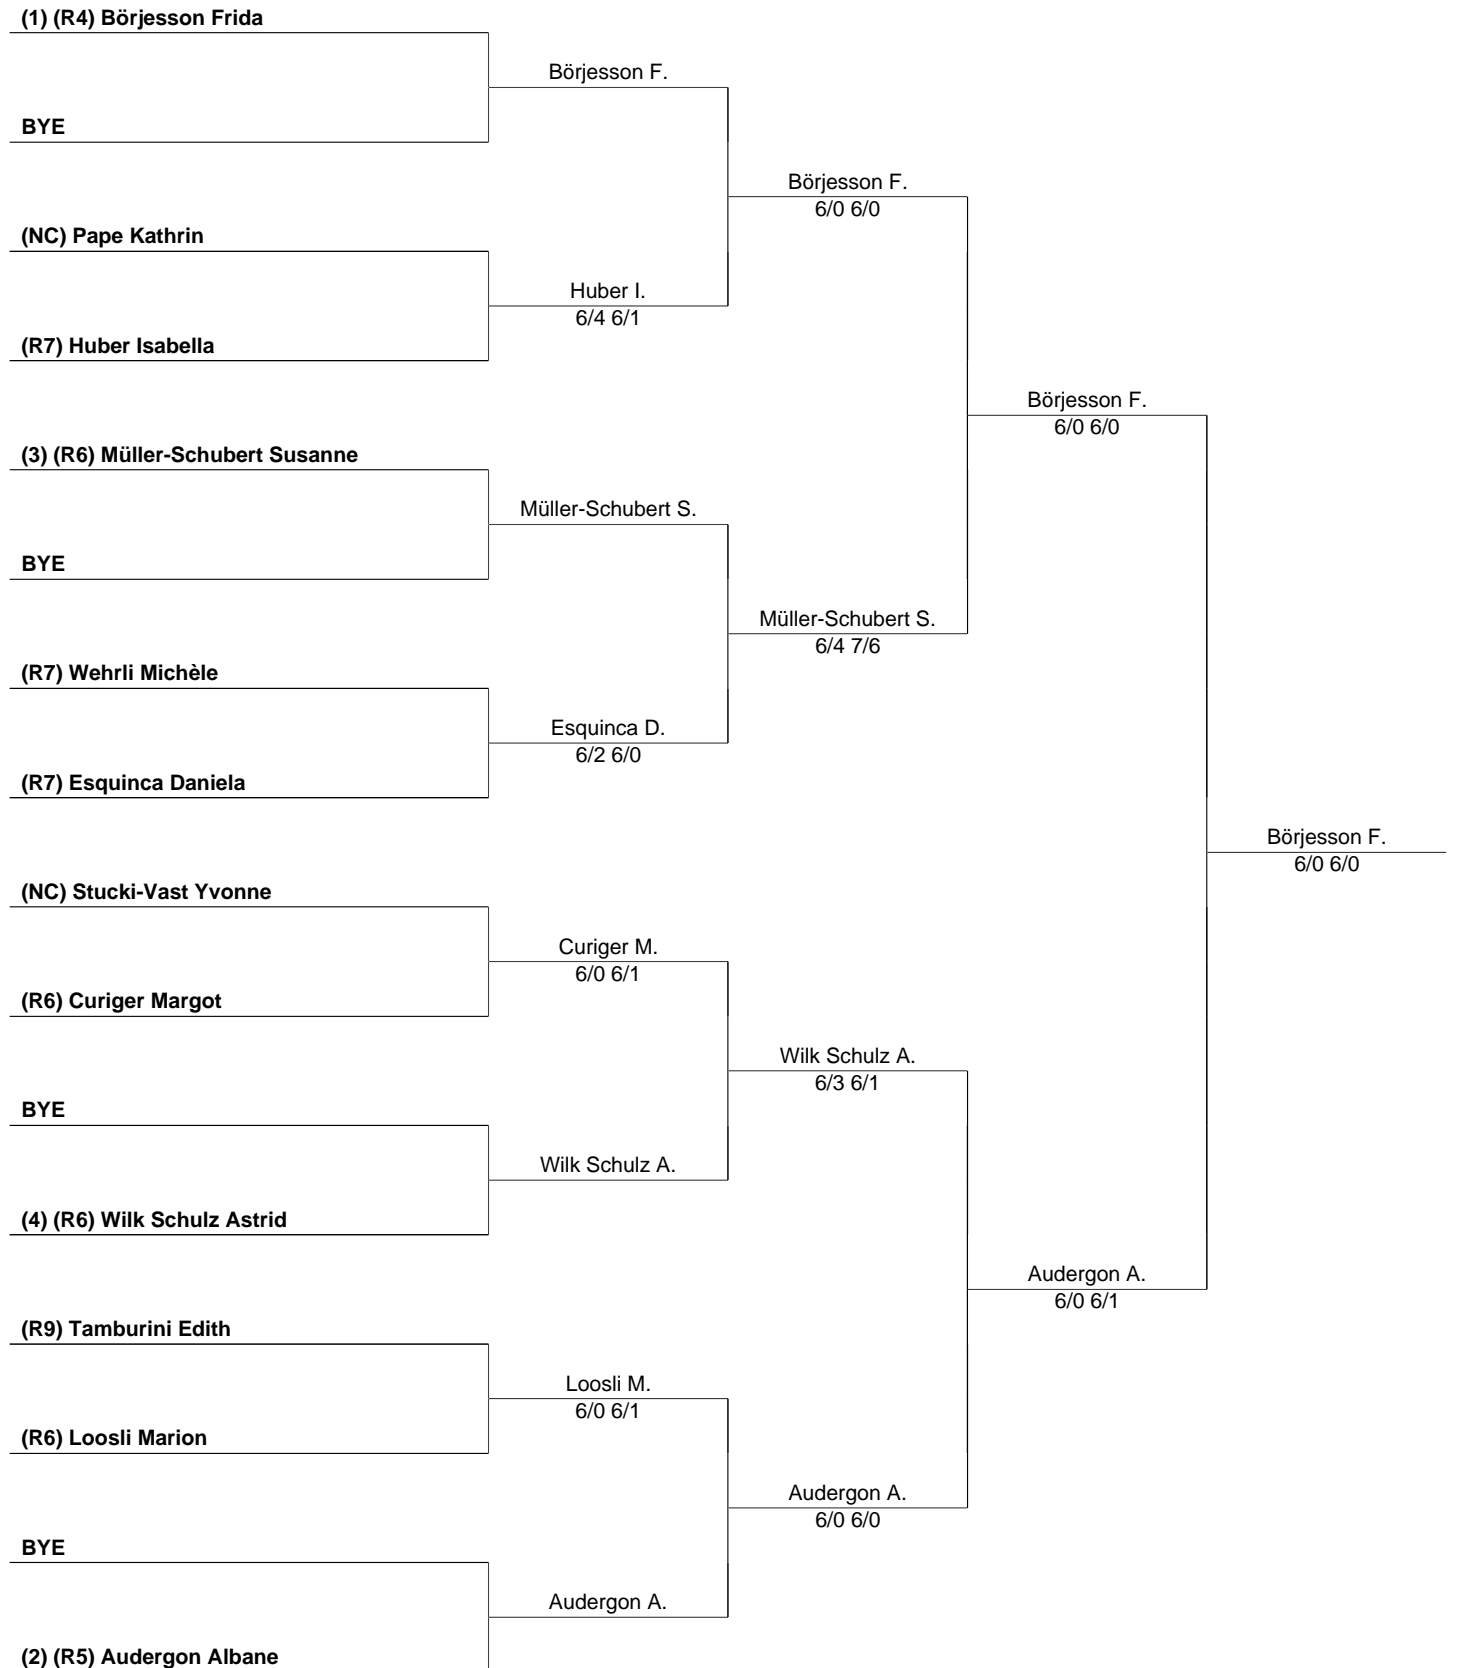 (1) (R4) Börjesson Frida
Börjesson F.
BYE
Börjesson F.
6/0 6/0
(NC) Pape Kathrin
Huber I.
6/4 6/1
(R7) Huber Isabella
Börjesson F.
6/0 6/0
(3) (R6) Müller-Schubert Susanne
Müller-Schubert S.
BYE
Müller-Schubert S.
6/4 7/6
(R7) Wehrli Michèle
Esquinca D.
6/2 6/0
(R7) Esquinca Daniela
Börjesson F.
6/0 6/0
(NC) Stucki-Vast Yvonne
Curiger M.
6/0 6/1
(R6) Curiger Margot
Wilk Schulz A.
6/3 6/1
BYE
Wilk Schulz A.
(4) (R6) Wilk Schulz Astrid
Audergon A.
6/0 6/1
(R9) Tamburini Edith
Loosli M.
6/0 6/1
(R6) Loosli Marion
Audergon A.
6/0 6/0
BYE
Audergon A.
(2) (R5) Audergon Albane